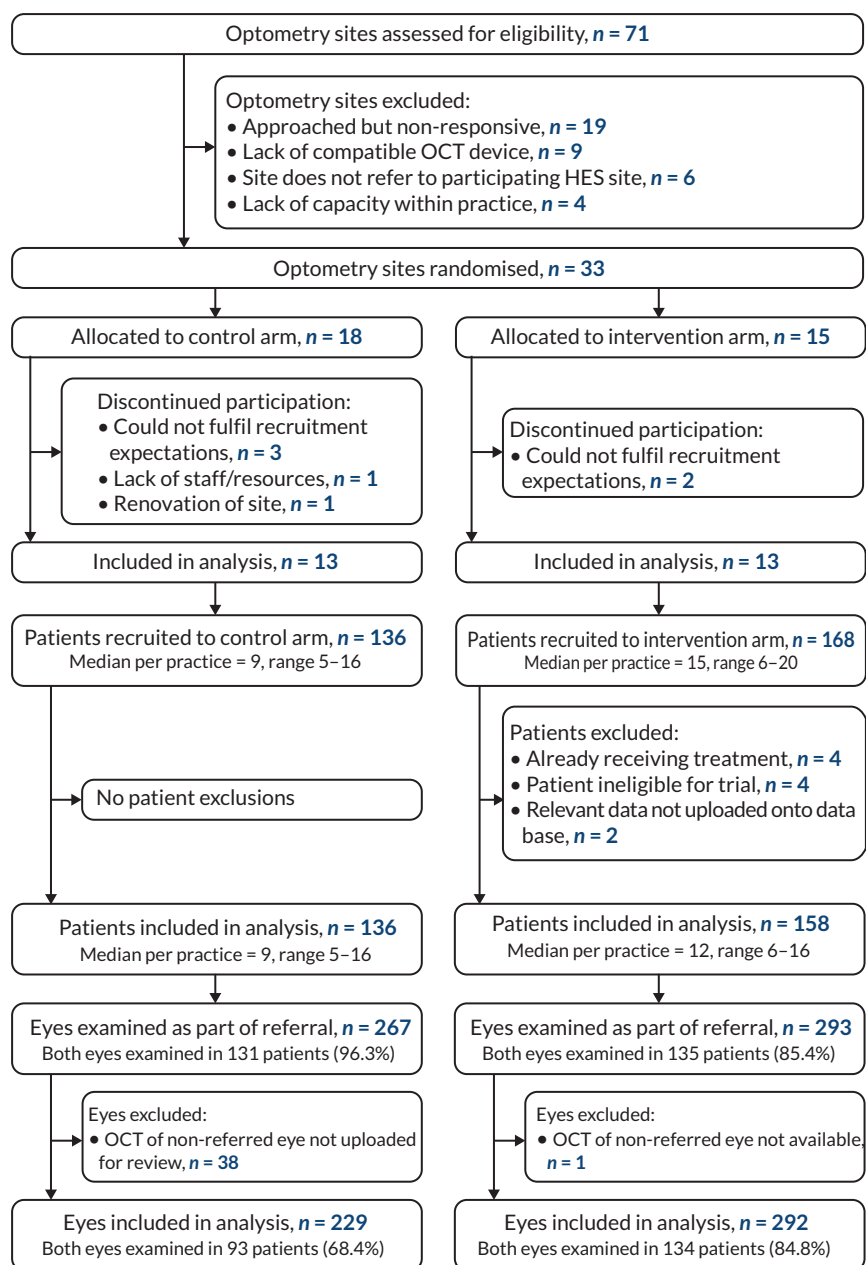 Optometry sites assessed for eligibility, n = 71
Optometry sites excluded:
• Approached but non-responsive, n = 19
• Lack of compatible OCT device, n = 9
• Site does not refer to participating HES site, n = 6
• Lack of capacity within practice, n = 4
Optometry sites randomised, n = 33
Allocated to control arm, n = 18
Allocated to intervention arm, n = 15
Discontinued participation:
• Could not fulfil recruitment
expectations, n = 3
• Lack of staff/resources, n = 1
• Renovation of site, n = 1
Discontinued participation:
• Could not fulfil recruitment
expectations, n = 2
Included in analysis, n = 13
Included in analysis, n = 13
Patients recruited to control arm, n = 136
Median per practice = 9, range 5–16
Patients recruited to intervention arm, n = 168
Median per practice = 15, range 6–20
No patient exclusions
Patients excluded:
• Already receiving treatment, n = 4
• Patient ineligible for trial, n = 4
• Relevant data not uploaded onto data
base, n = 2
Patients included in analysis, n = 136
Median per practice = 9, range 5–16
Patients included in analysis, n = 158
Median per practice = 12, range 6–16
Eyes examined as part of referral, n = 267
Both eyes examined in 131 patients (96.3%)
Eyes examined as part of referral, n = 293
Both eyes examined in 135 patients (85.4%)
Eyes excluded:
• OCT of non-referred eye not uploaded
for review, n = 38
Eyes excluded:
• OCT of non-referred eye not available,
n = 1
Eyes included in analysis, n = 229
Both eyes examined in 93 patients (68.4%)
Eyes included in analysis, n = 292
Both eyes examined in 134 patients (84.8%)